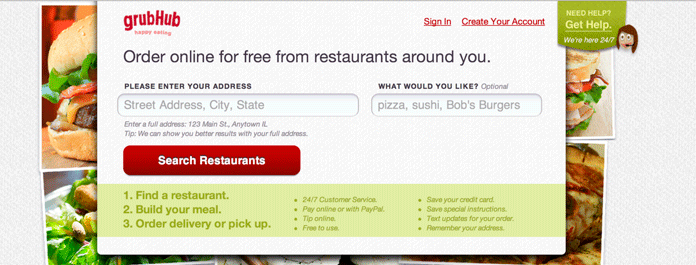 grubHub
happy eating
Sign In Create Your Account
NEED HELP?
Get Help.
We're here 24/7
Order online for free from restaurants around you.
PLEASE ENTER YOUR ADDRESS
Street Address, City, State
Enter a full address: 123 Main St., Anytown IL
Tip: We can show you better results with your full address.
WHAT WOULD YOU LIKE? Optional
pizza, sushi, Bob's Burgers
Search Restaurants
1. Find a restaurant.
2. Build your meal.
3. Order delivery or pick up.
24/7 Customer Service.
Pay online or with PayPal.
Tip online.
Free to use.
Save your credit card.
Save special instructions.
Text updates for your order.
Remember your address.